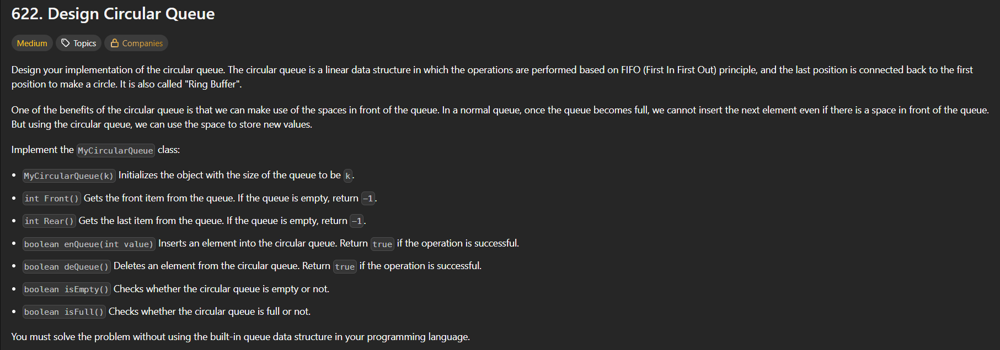 622. Design Circular Queue
Medium Topics Companies
Design your implementation of the circular queue. The circular queue is a linear data structure in which the operations are performed based on FIFO (First In First Out) principle, and the last position is connected back to the first
position to make a circle. It is also called "Ring Buffer".
One of the benefits of the circular queue is that we can make use of the spaces in front of the queue. In a normal queue, once the queue becomes full, we cannot insert the next element even if there is a space in front of the queue.
But using the circular queue, we can use the space to store new values.
Implement the MyCircularQueue class:
• MyCircularQueue(k) Initializes the object with the size of the queue to be k.
• int Front() Gets the front item from the queue. If the queue is empty, return -1.
• int Rear() Gets the last item from the queue. If the queue is empty, return -1.
• boolean enQueue(int value) Inserts an element into the circular queue. Return true if the operation is successful.
• boolean deQueue() Deletes an element from the circular queue. Return true if the operation is successful.
• boolean isEmpty() Checks whether the circular queue is empty or not.
• boolean isFull() Checks whether the circular queue is full or not.
You must solve the problem without using the built-in queue data structure in your programming language.